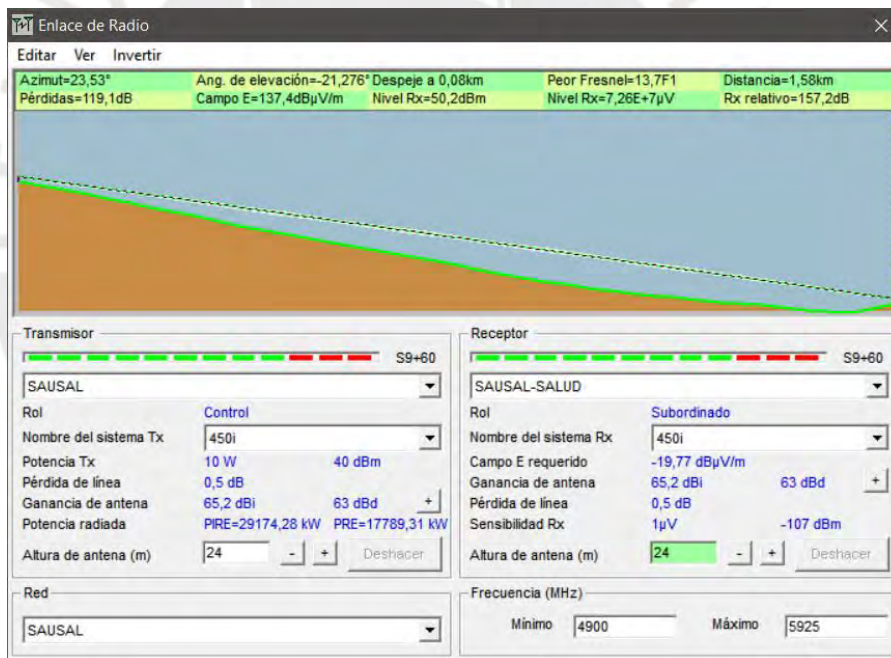 Enlace de Radio
Editar Ver Invertir
Azimut=23,53° Ang. de elevación=-21,276° Despeje a 0,08km Peor Fresnel=13,7F1 Distancia=1,58km
Pérdidas=119,1dB Campo E=137,4dBµV/m Nivel Rx=50,2dBm Nivel Rx=7,26E+7µV Rx relativo=157,2dB
Transmisor
S9+60
SAUSAL
Rol Control
Nombre del sistema Tx 450i
Potencia Tx 10 W 40 dBm
Pérdida de línea 0,5 dB
Ganancia de antena 65,2 dBi 63 dBd +
Potencia radiada PIRE=29174,28 kW PRE=17789,31 kW
Altura de antena (m) 24 - + Deshacer
Receptor
S9+60
SAUSAL-SALUD
Rol Subordinado
Nombre del sistema Rx 450i
Campo E requerido -19,77 dBµV/m
Ganancia de antena 65,2 dBi 63 dBd +
Pérdida de línea 0,5 dB
Sensibilidad Rx 1µV -107 dBm
Altura de antena (m) 24 - + Deshacer
Red
SAUSAL
Frecuencia (MHz)
Mínimo 4900 Máximo 5925